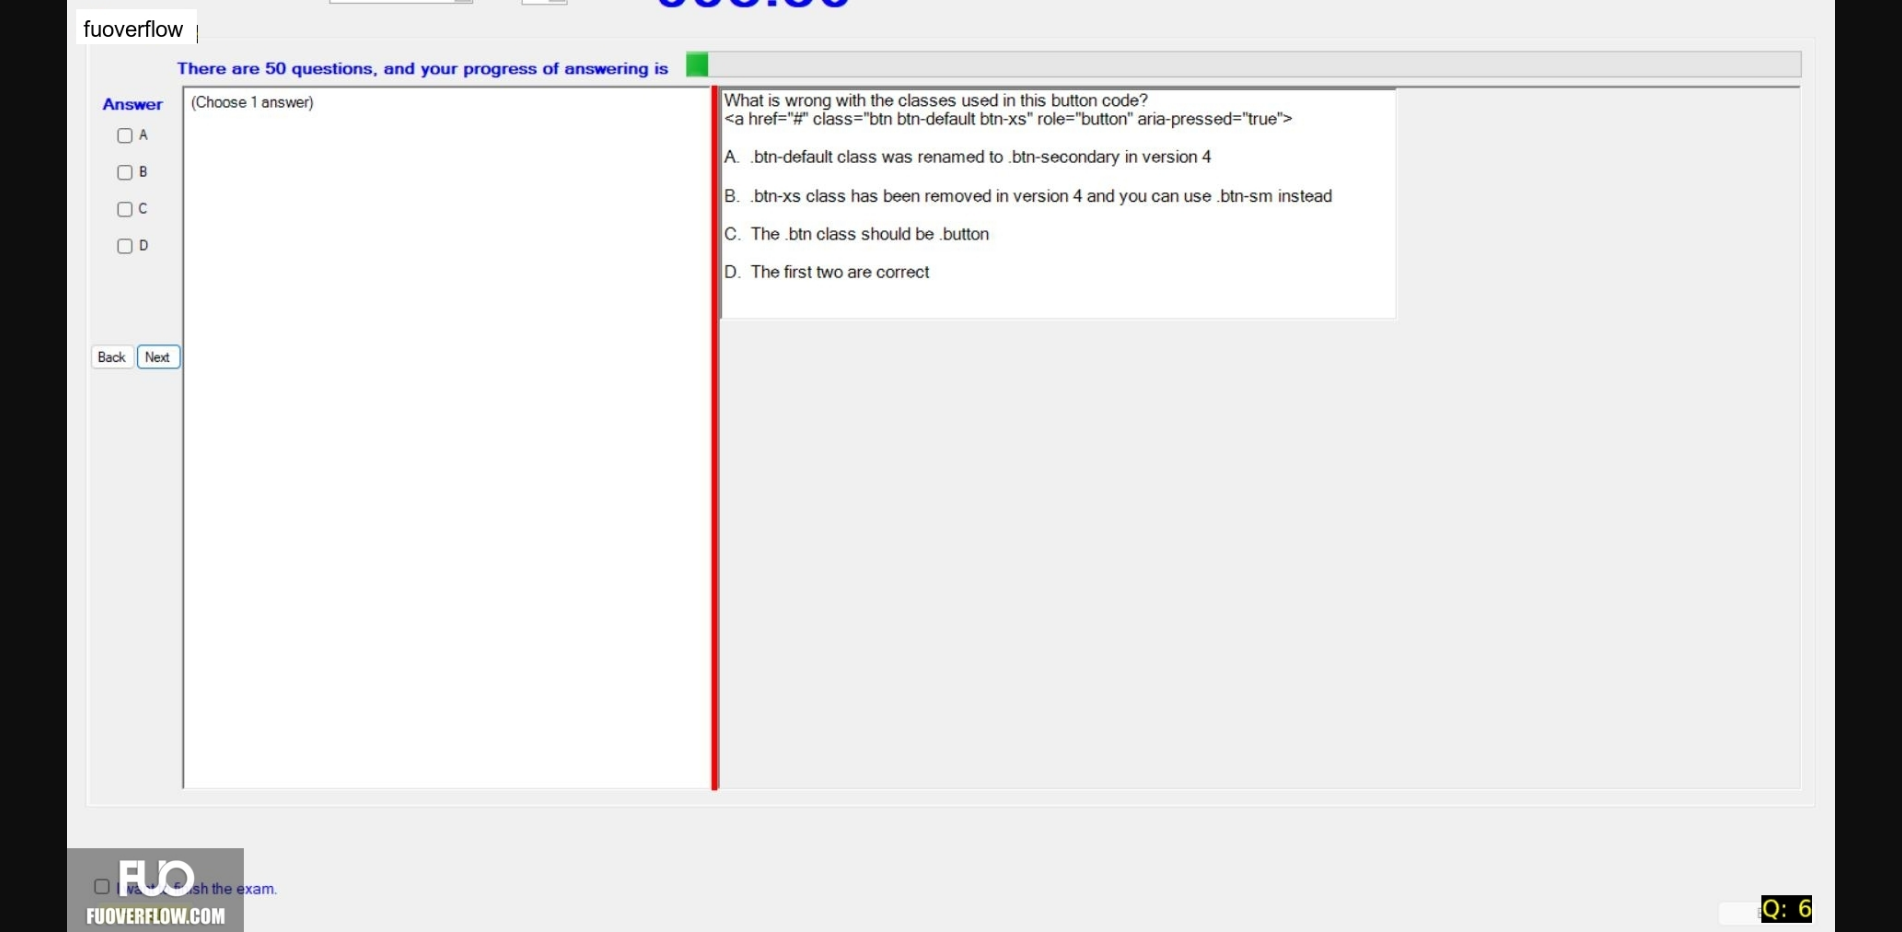 fuoverflow
There are 50 questions, and your progress of answering is
Answer
(Choose 1 answer)
A
B
C
D
Back Next
What is wrong with the classes used in this button code?
<a href="#" class="btn btn-default btn-xs" role="button" aria-pressed="true">
A. .btn-default class was renamed to .btn-secondary in version 4
B. .btn-xs class has been removed in version 4 and you can use .btn-sm instead
C. The .btn class should be .button
D. The first two are correct
I want finish the exam.
FUO
FUOVERFLOW.COM
Q: 6